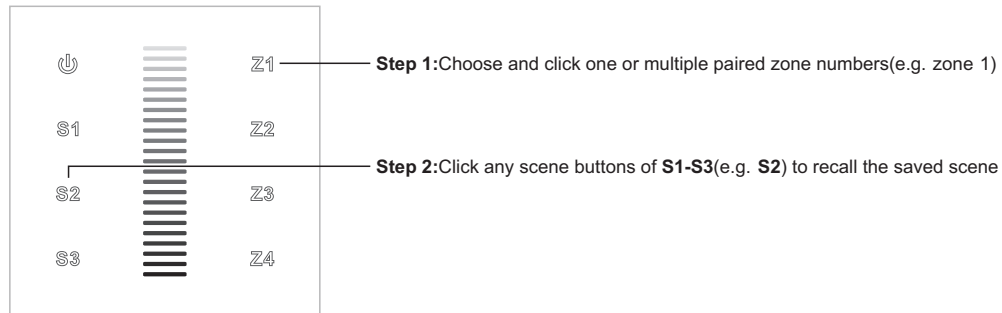 Z1
Step 1:Choose and click one or multiple paired zone numbers(e.g. zone 1)
S1
Z2
Step 2:Click any scene buttons of S1-S3(e.g. S2) to recall the saved scene
S2
Z3
S3
Z4